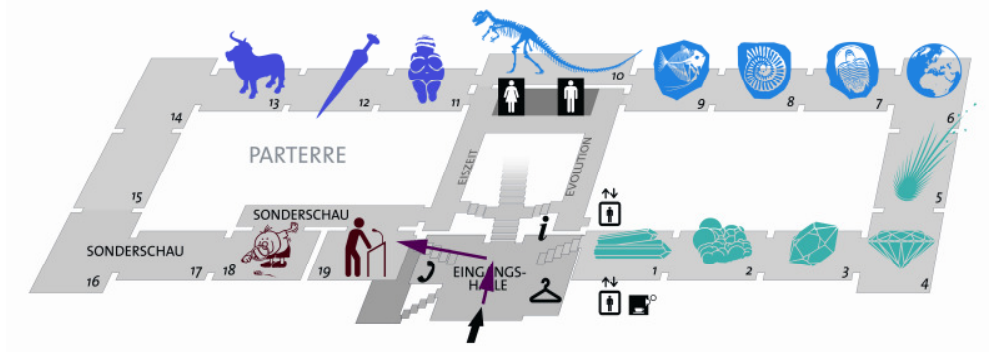 10
13
12
11
9
8
7
14
6
PARTERRE
EISZEIT
EVOLUTION
15
5
SONDERSCHAU
i
SONDERSCHAU
16
17
18
19
EINGANGS-
HALLE
1
2
3
4